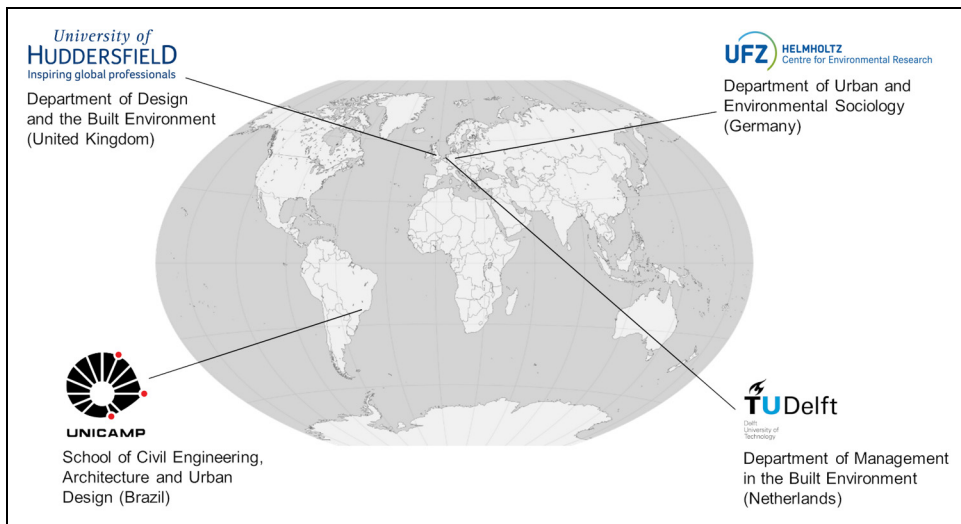 University of
HUDDERSFIELD
Inspiring global professionals
Department of Design
and the Built Environment
(United Kingdom)
UFZ HELMHOLTZ
Centre for Environmental Research
Department of Urban and
Environmental Sociology
(Germany)
UNICAMP
School of Civil Engineering,
Architecture and Urban
Design (Brazil)
TUDelft
Delft
University of
Technology
Department of Management
in the Built Environment
(Netherlands)